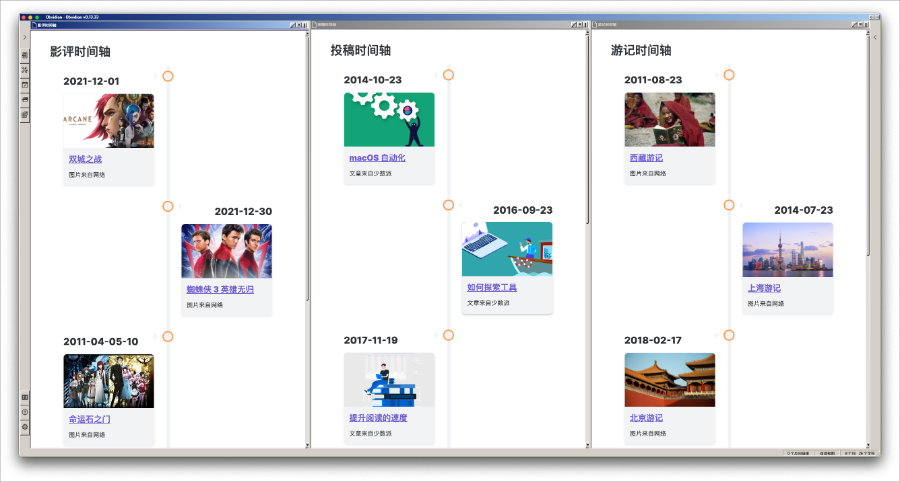 Obsidian - Obsidian v0.13.23
影评时间轴
影评时间轴
2021-12-01
ARCANE
双城之战
图片来自网络
2021-12-30
蜘蛛侠 3 英雄无归
图片来自网络
2011-04-05-10
命运石之门
图片来自网络
投稿时间轴
2014-10-23
macOS 自动化
文章来自少数派
2016-09-23
如何探索工具
文章来自少数派
2017-11-19
提升阅读的速度
文章来自少数派
游记时间轴
2011-08-23
西藏游记
图片来自网络
2014-07-23
上海游记
图片来自网络
2018-02-17
北京游记
图片来自网络